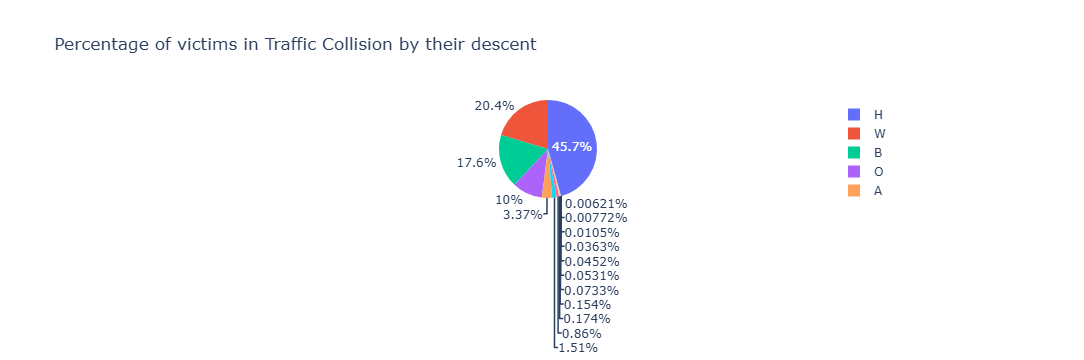 Percentage of victims in Traffic Collision by their descent
20.4%
45.7%
17.6%
10%
3.37%
0.00621%
0.00772%
0.0105%
0.0363%
0.0452%
0.0531%
0.0733%
0.154%
0.174%
0.86%
1.51%
H
W
B
O
A